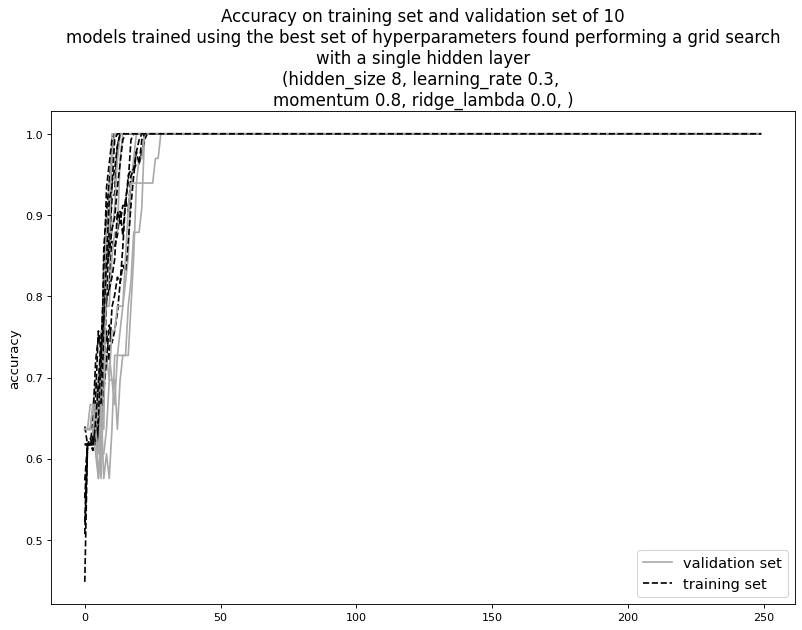 Accuracy on training set and validation set of 10
models trained using the best set of hyperparameters found performing a grid search
with a single hidden layer
(hidden_size 8, learning_rate 0.3,
momentum 0.8, ridge_lambda 0.0, )
1.0
0.9
0.8
0.7
0.6
0.5
accuracy
validation set
training set
0
50
100
150
200
250